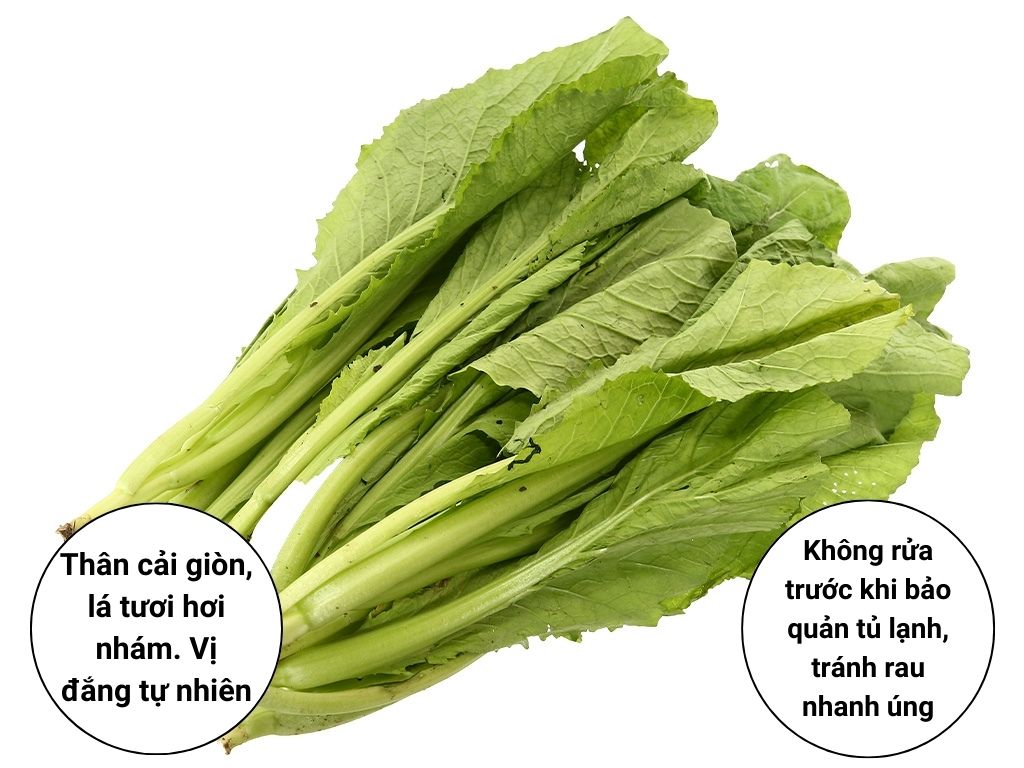 Thân cải giòn,
lá tươi hơi
nhám. Vị
đắng tự nhiên
Không rửa
trước khi bảo
quản tủ lạnh,
tránh rau
nhanh úng